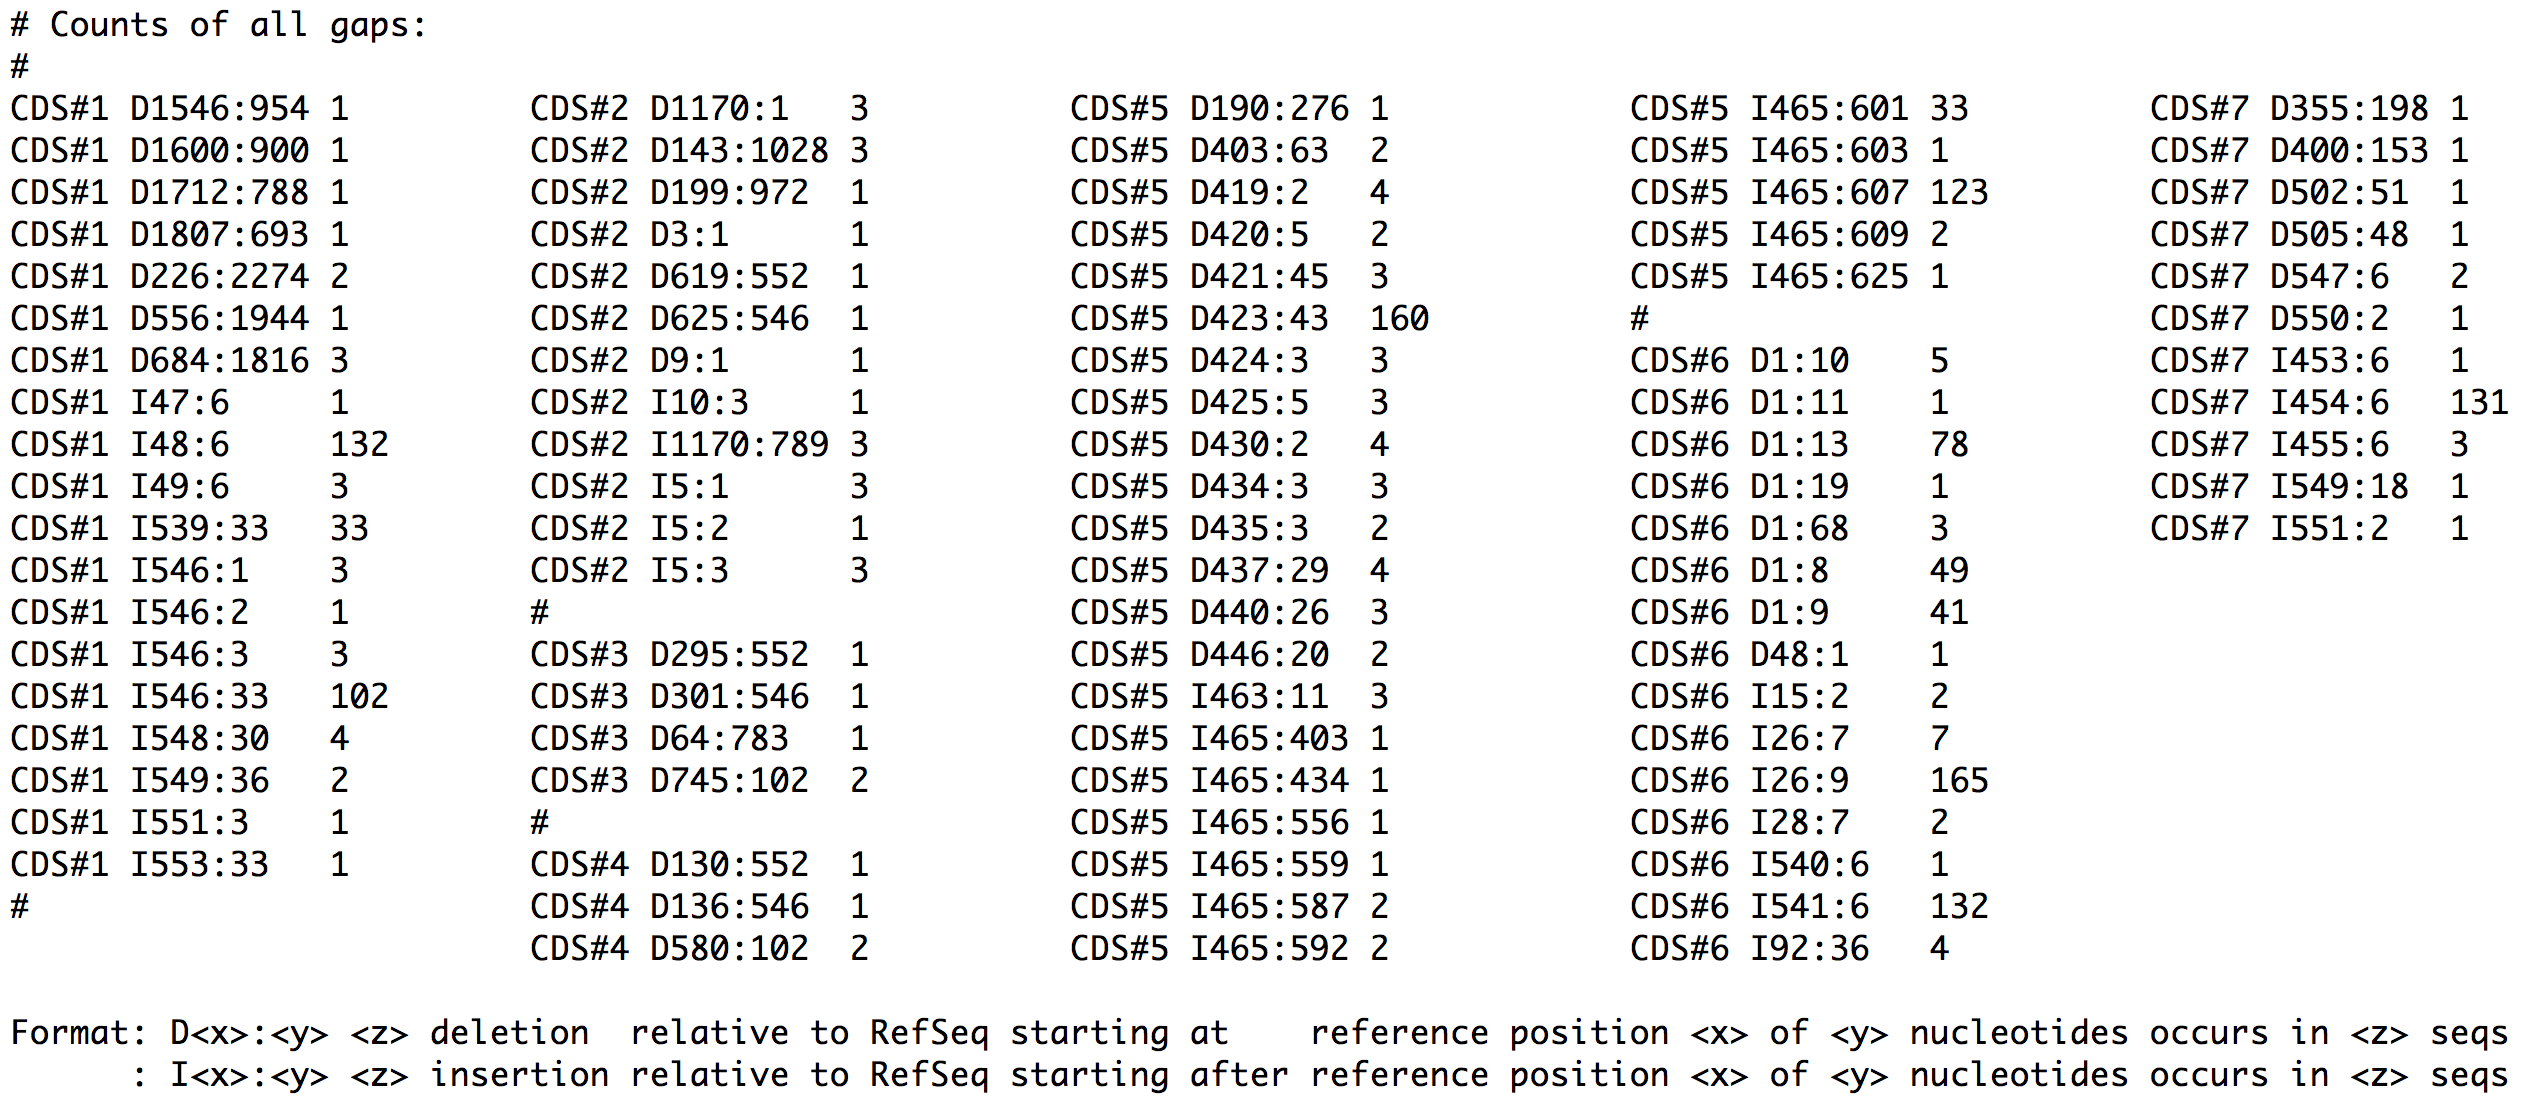 # Counts of all gaps:
#
CDS#1 D1546:954 1 CDS#2 D1170:1 3 CDS#5 D190:276 1 CDS#5 I465:601 33 CDS#7 D355:198 1
CDS#1 D1600:900 1 CDS#2 D143:1028 3 CDS#5 D403:63 2 CDS#5 I465:603 1 CDS#7 D400:153 1
CDS#1 D1712:788 1 CDS#2 D199:972 1 CDS#5 D419:2 4 CDS#5 I465:607 123 CDS#7 D502:51 1
CDS#1 D1807:693 1 CDS#2 D3:1 1 CDS#5 D420:5 2 CDS#5 I465:609 2 CDS#7 D505:48 1
CDS#1 D226:2274 2 CDS#2 D619:552 1 CDS#5 D421:45 3 CDS#5 I465:625 1 CDS#7 D547:6 2
CDS#1 D556:1944 1 CDS#2 D625:546 1 CDS#5 D423:43 160 # CDS#7 D550:2 1
CDS#1 D684:1816 3 CDS#2 D9:1 1 CDS#5 D424:3 3 CDS#6 D1:10 5 CDS#7 I453:6 1
CDS#1 I47:6 1 CDS#2 I10:3 1 CDS#5 D425:5 3 CDS#6 D1:11 1 CDS#7 I454:6 131
CDS#1 I48:6 132 CDS#2 I1170:789 3 CDS#5 D430:2 4 CDS#6 D1:13 78 CDS#7 I455:6 3
CDS#1 I49:6 3 CDS#2 I5:1 3 CDS#5 D434:3 3 CDS#6 D1:19 1 CDS#7 I549:18 1
CDS#1 I539:33 33 CDS#2 I5:2 1 CDS#5 D435:3 2 CDS#6 D1:68 3 CDS#7 I551:2 1
CDS#1 I546:1 3 CDS#2 I5:3 3 CDS#5 D437:29 4 CDS#6 D1:8 49
CDS#1 I546:2 1 # CDS#5 D440:26 3 CDS#6 D1:9 41
CDS#1 I546:3 3 CDS#3 D295:552 1 CDS#5 D446:20 2 CDS#6 D48:1 1
CDS#1 I546:33 102 CDS#3 D301:546 1 CDS#5 I463:11 3 CDS#6 I15:2 2
CDS#1 I548:30 4 CDS#3 D64:783 1 CDS#5 I465:403 1 CDS#6 I26:7 7
CDS#1 I549:36 2 CDS#3 D745:102 2 CDS#5 I465:434 1 CDS#6 I26:9 165
CDS#1 I551:3 1 # CDS#5 I465:556 1 CDS#6 I28:7 2
CDS#1 I553:33 1 CDS#4 D130:552 1 CDS#5 I465:559 1 CDS#6 I540:6 1
# CDS#4 D136:546 1 CDS#5 I465:587 2 CDS#6 I541:6 132
CDS#4 D580:102 2 CDS#5 I465:592 2 CDS#6 I92:36 4
Format: D<x>:<y> <z> deletion relative to RefSeq starting at reference position <x> of <y> nucleotides occurs in <z> seqs
: I<x>:<y> <z> insertion relative to RefSeq starting after reference position <x> of <y> nucleotides occurs in <z> seqs